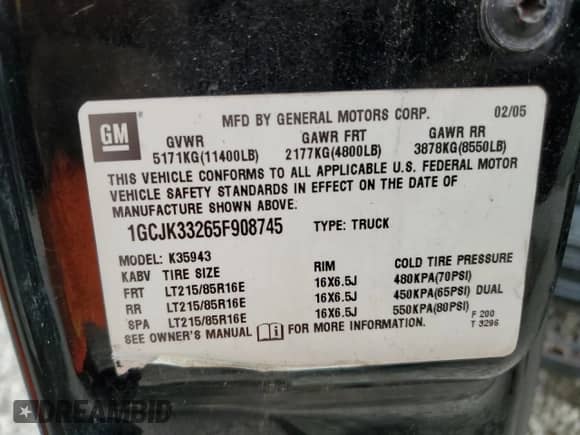 GM
MFD BY GENERAL MOTORS CORP. 02/05
GVWR GAWR FRT GAWR RR
5171KG(11400LB) 2177KG(4800LB) 3878KG(8550LB)
THIS VEHICLE CONFORMS TO ALL APPLICABLE U.S. FEDERAL MOTOR
VEHICLE SAFETY STANDARDS IN EFFECT ON THE DATE OF
MANUFACTURE SHOWN ABOVE.
1GCJK33265F908745 TYPE: TRUCK
MODEL: K35943
KABV TIRE SIZE RIM COLD TIRE PRESSURE
FRT LT215/85R16E 16X6.5J 480KPA(70PSI)
RR LT215/85R16E 16X6.5J 450KPA(65PSI) DUAL
SPA LT215/85R16E 16X6.5J 550KPA(80PSI)
SEE OWNER'S MANUAL FOR MORE INFORMATION.
F 200
T 3296
DREAMBID